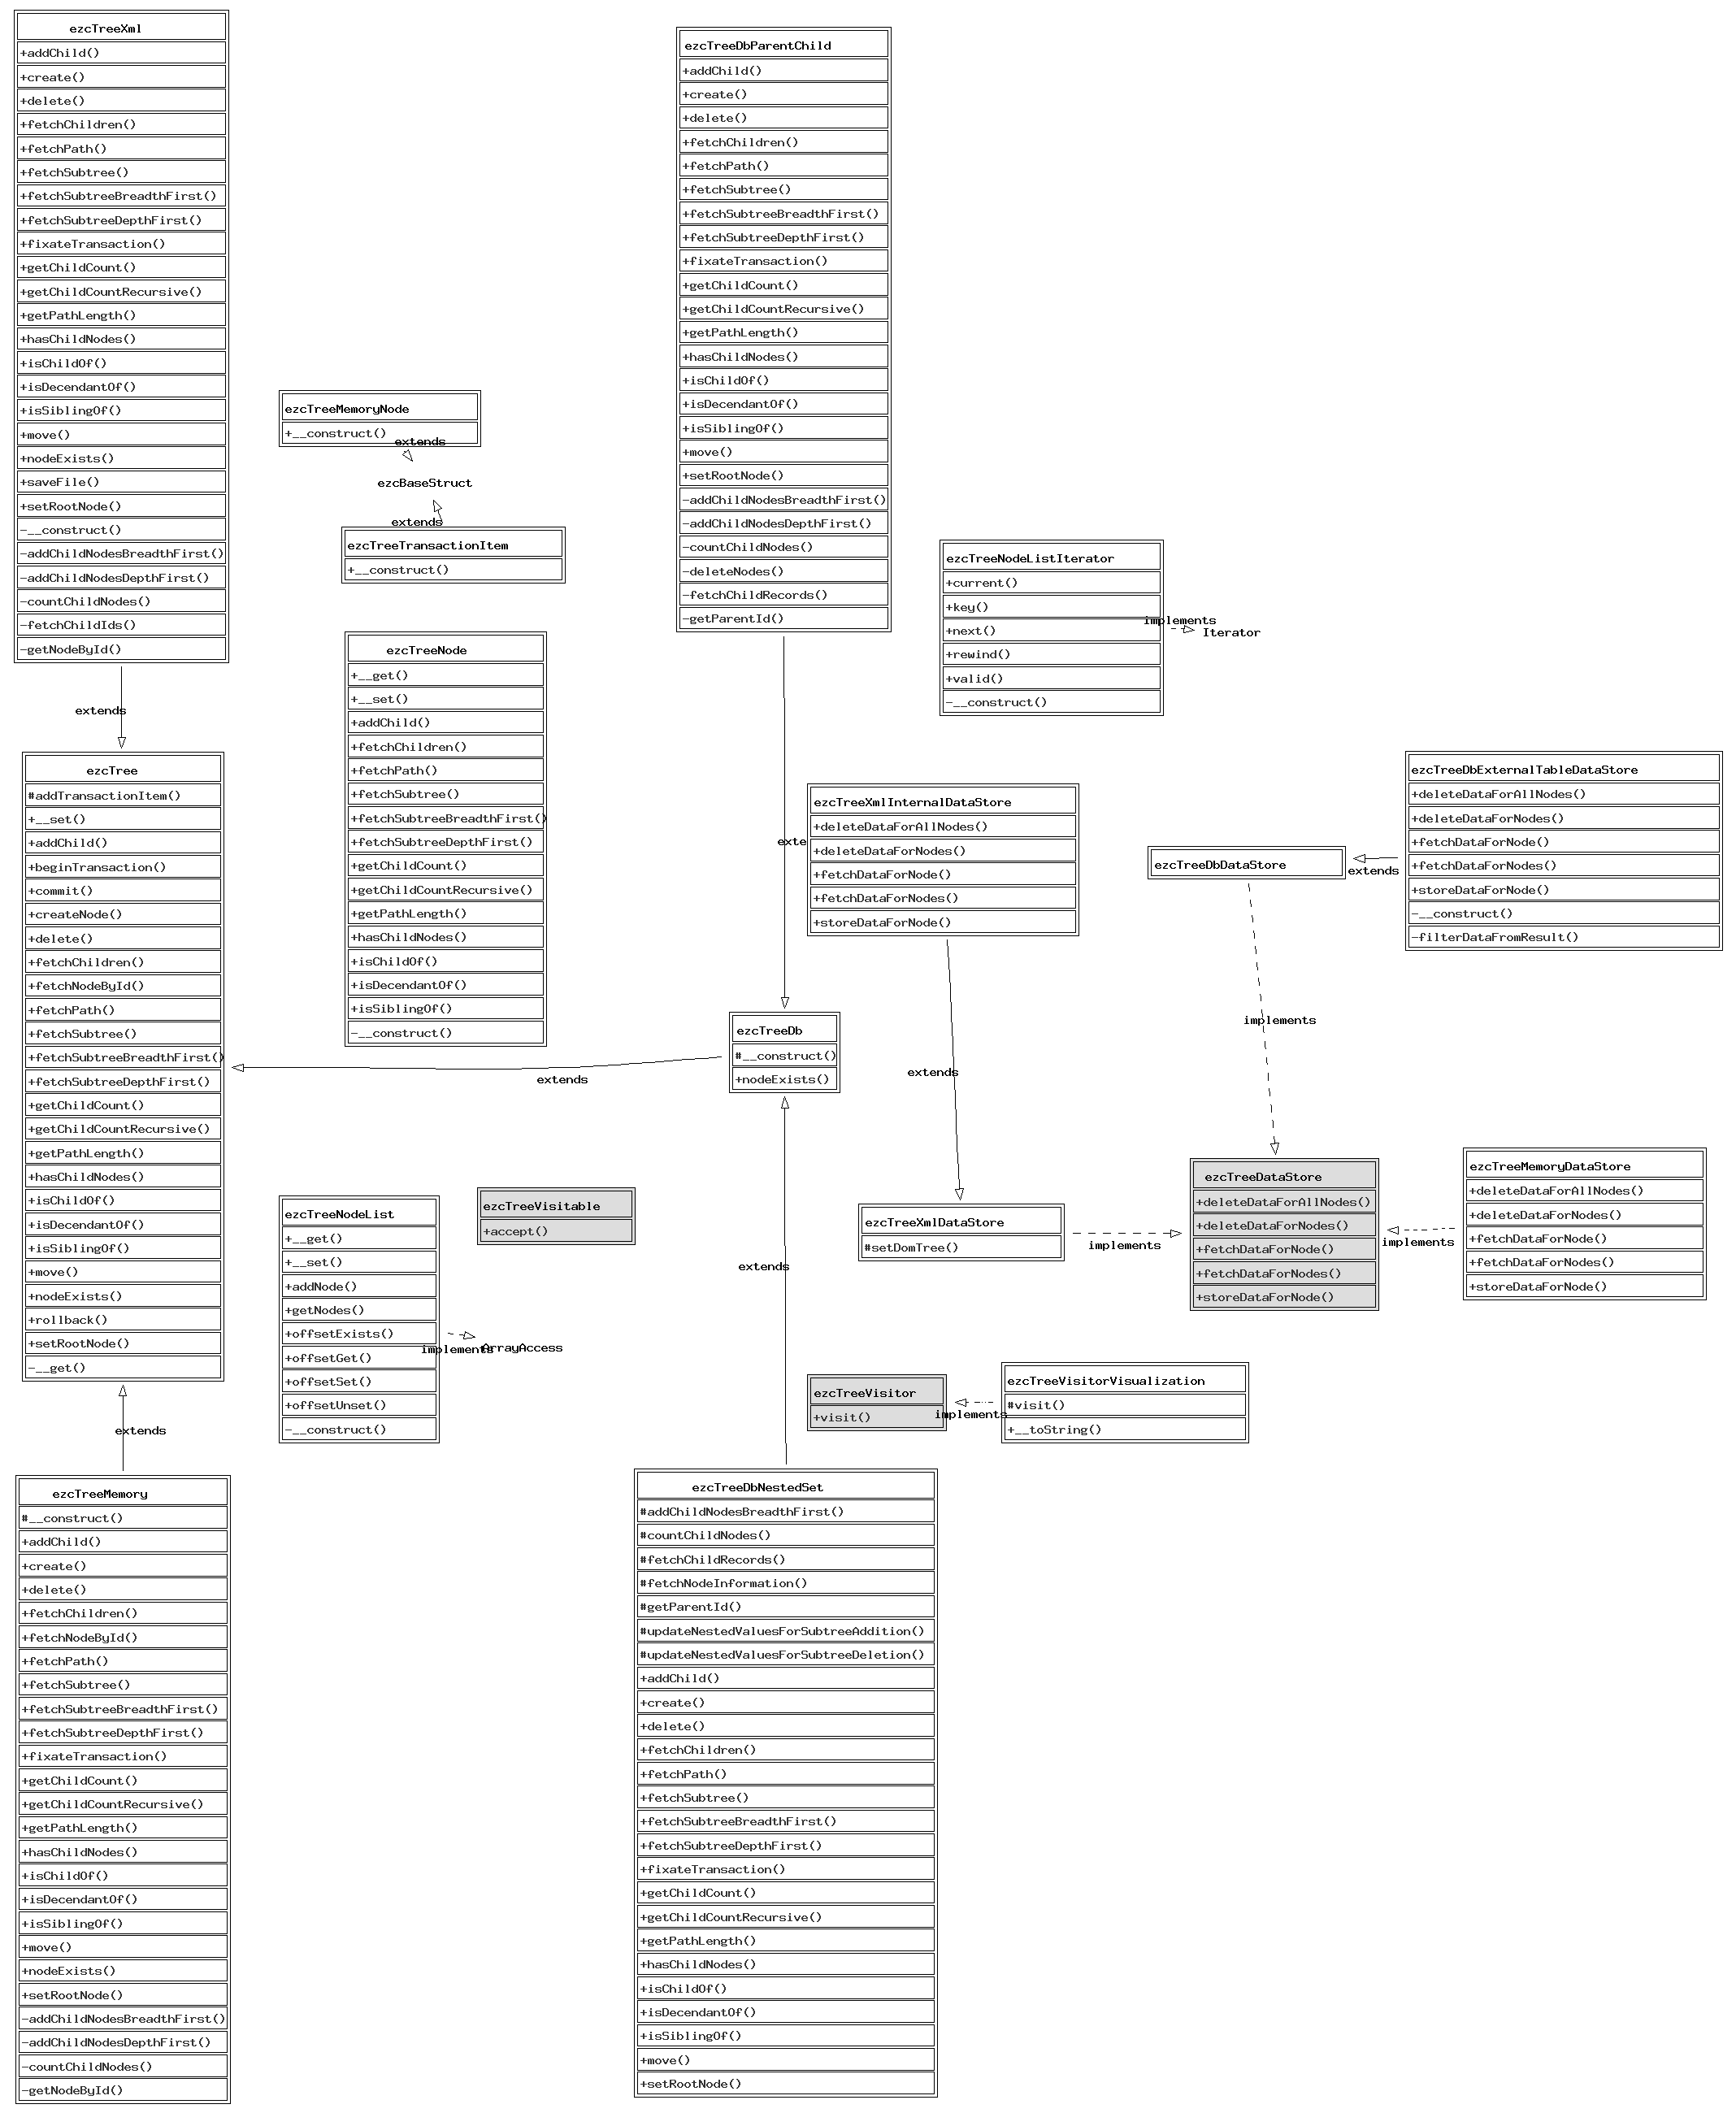 ezcTreeXml
+addChild()
+create()
+delete()
+fetchChildren()
+fetchPath()
+fetchSubtree()
+fetchSubtreeBreadthFirst()
+fetchSubtreeDepthFirst()
+fixateTransaction()
+getChildCount()
+getChildCountRecursive()
+getPathLength()
+hasChildNodes()
+isChildOf()
+isDecendantOf()
+isSiblingOf()
+move()
+nodeExists()
+saveFile()
+setRootNode()
-__construct()
-addChildNodesBreadthFirst()
-addChildNodesDepthFirst()
-countChildNodes()
-fetchChildIds()
-getNodeById()
extends
ezcTree
#addTransactionItem()
+__set()
+addChild()
+beginTransaction()
+commit()
+createNode()
+delete()
+fetchChildren()
+fetchNodeById()
+fetchPath()
+fetchSubtree()
+fetchSubtreeBreadthFirst()
+fetchSubtreeDepthFirst()
+getChildCount()
+getChildCountRecursive()
+getPathLength()
+hasChildNodes()
+isChildOf()
+isDecendantOf()
+isSiblingOf()
+move()
+nodeExists()
+rollback()
+setRootNode()
-__get()
extends
ezcTreeMemory
#__construct()
+addChild()
+create()
+delete()
+fetchChildren()
+fetchNodeById()
+fetchPath()
+fetchSubtree()
+fetchSubtreeBreadthFirst()
+fetchSubtreeDepthFirst()
+fixateTransaction()
+getChildCount()
+getChildCountRecursive()
+getPathLength()
+hasChildNodes()
+isChildOf()
+isDecendantOf()
+isSiblingOf()
+move()
+nodeExists()
+setRootNode()
-addChildNodesBreadthFirst()
-addChildNodesDepthFirst()
-countChildNodes()
-getNodeById()
ezcTreeMemoryNode
+__construct()
extends
ezcBaseStruct
extends
ezcTreeTransactionItem
+__construct()
ezcTreeNode
+__get()
+__set()
+addChild()
+fetchChildren()
+fetchPath()
+fetchSubtree()
+fetchSubtreeBreadthFirst()
+fetchSubtreeDepthFirst()
+getChildCount()
+getChildCountRecursive()
+getPathLength()
+hasChildNodes()
+isChildOf()
+isDecendantOf()
+isSiblingOf()
-__construct()
extends
ezcTreeNodeList
+__get()
+__set()
+addNode()
+getNodes()
+offsetExists()
+offsetGet()
+offsetSet()
+offsetUnset()
-__construct()
implements
ArrayAccess
ezcTreeVisitable
+accept()
ezcTreeDbParentChild
+addChild()
+create()
+delete()
+fetchChildren()
+fetchPath()
+fetchSubtree()
+fetchSubtreeBreadthFirst()
+fetchSubtreeDepthFirst()
+fixateTransaction()
+getChildCount()
+getChildCountRecursive()
+getPathLength()
+hasChildNodes()
+isChildOf()
+isDecendantOf()
+isSiblingOf()
+move()
+setRootNode()
-addChildNodesBreadthFirst()
-addChildNodesDepthFirst()
-countChildNodes()
-deleteNodes()
-fetchChildRecords()
-getParentId()
exte
ezcTreeDb
#__construct()
+nodeExists()
extends
ezcTreeDbNestedSet
#addChildNodesBreadthFirst()
#countChildNodes()
#fetchChildRecords()
#fetchNodeInformation()
#getParentId()
#updateNestedValuesForSubtreeAddition()
#updateNestedValuesForSubtreeDeletion()
+addChild()
+create()
+delete()
+fetchChildren()
+fetchPath()
+fetchSubtree()
+fetchSubtreeBreadthFirst()
+fetchSubtreeDepthFirst()
+fixateTransaction()
+getChildCount()
+getChildCountRecursive()
+getPathLength()
+hasChildNodes()
+isChildOf()
+isDecendantOf()
+isSiblingOf()
+move()
+setRootNode()
ezcTreeNodeListIterator
+current()
+key()
+next()
+rewind()
+valid()
-__construct()
implements
Iterator
ezcTreeXmlInternalDataStore
+deleteDataForAllNodes()
+deleteDataForNodes()
+fetchDataForNode()
+fetchDataForNodes()
+storeDataForNode()
extends
ezcTreeXmlDataStore
#setDomTree()
implements
ezcTreeDbDataStore
extends
ezcTreeDbExternalTableDataStore
+deleteDataForAllNodes()
+deleteDataForNodes()
+fetchDataForNode()
+fetchDataForNodes()
+storeDataForNode()
-__construct()
-filterDataFromResult()
implements
ezcTreeDataStore
+deleteDataForAllNodes()
+deleteDataForNodes()
+fetchDataForNode()
+fetchDataForNodes()
+storeDataForNode()
implements
ezcTreeMemoryDataStore
+deleteDataForAllNodes()
+deleteDataForNodes()
+fetchDataForNode()
+fetchDataForNodes()
+storeDataForNode()
ezcTreeVisitor
+visit()
implements
ezcTreeVisitorVisualization
#visit()
+__toString()